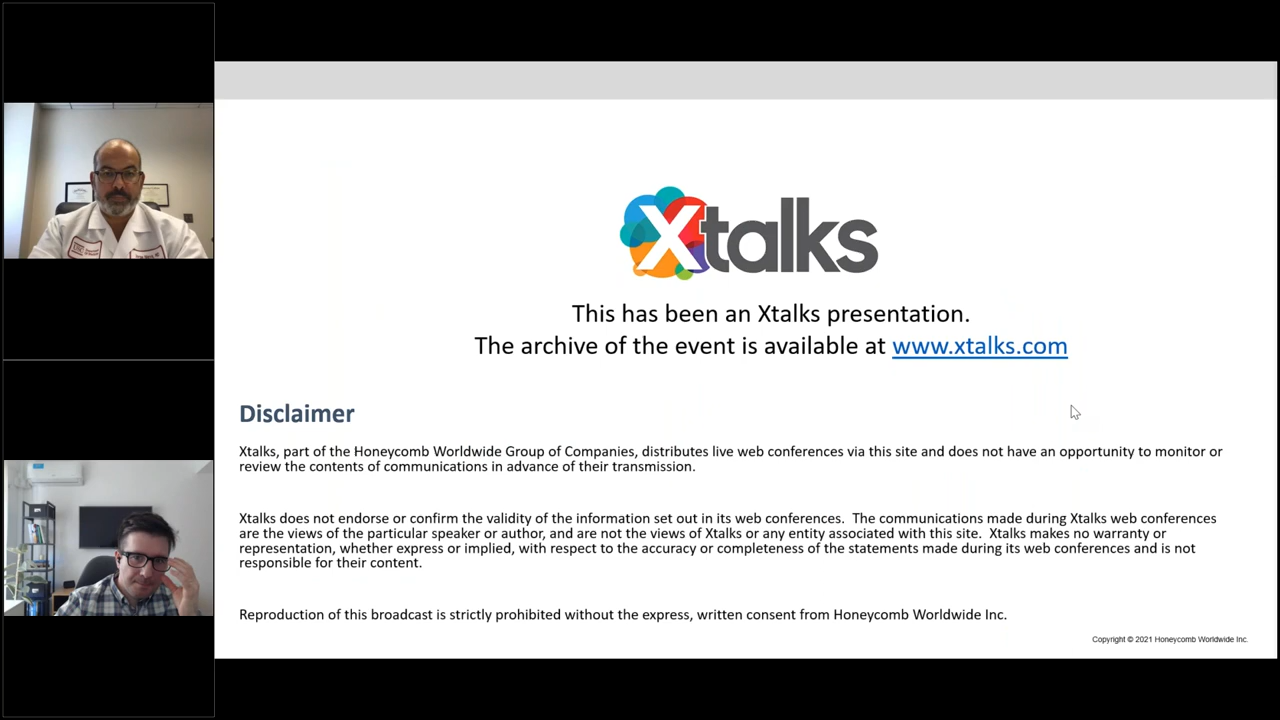 Xtalks
This has been an Xtalks presentation.
The archive of the event is available at www.xtalks.com
Disclaimer
Xtalks, part of the Honeycomb Worldwide Group of Companies, distributes live web conferences via this site and does not have an opportunity to monitor or
review the contents of communications in advance of their transmission.
Xtalks does not endorse or confirm the validity of the information set out in its web conferences. The communications made during Xtalks web conferences
are the views of the particular speaker or author, and are not the views of Xtalks or any entity associated with this site. Xtalks makes no warranty or
representation, whether express or implied, with respect to the accuracy or completeness of the statements made during its web conferences and is not
responsible for their content.
Reproduction of this broadcast is strictly prohibited without the express, written consent from Honeycomb Worldwide Inc.
Copyright © 2021 Honeycomb Worldwide Inc.